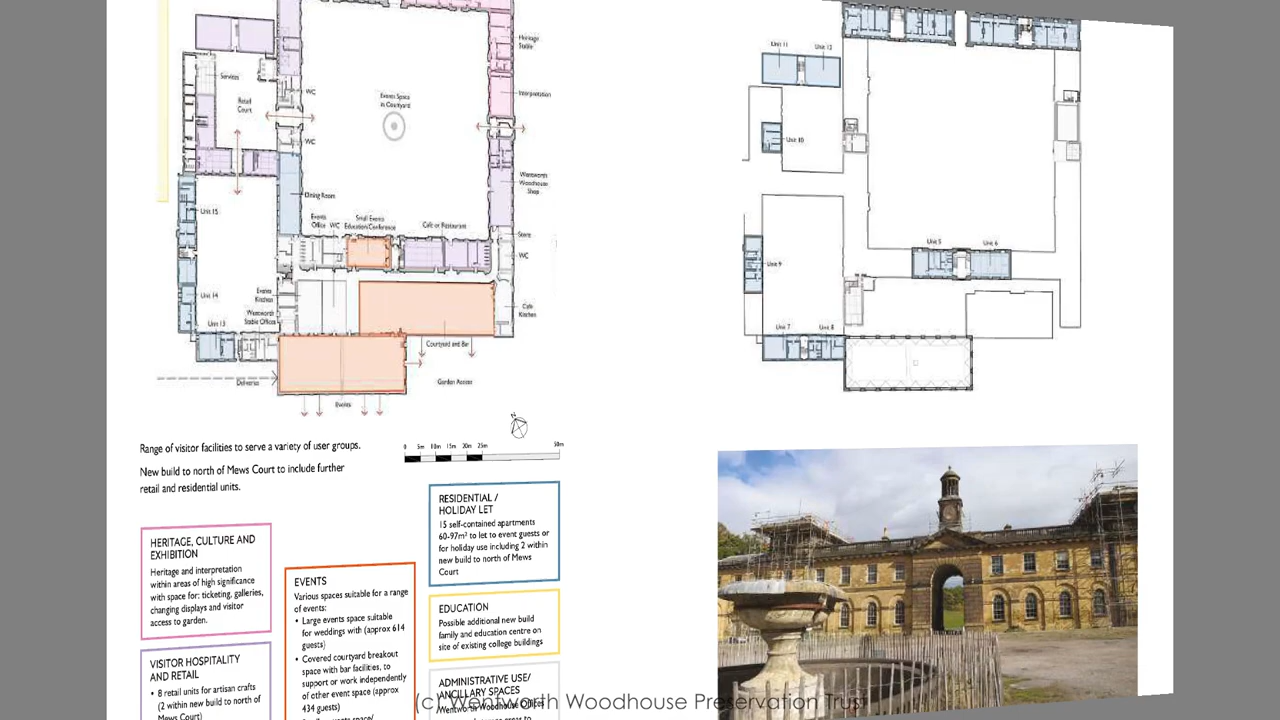 Services
Retail
Court
WC
WC
Events Space
in Courtyard
Heritage
Stable
Interpretation
Dining Room
Wentworth
Woodhouse
Shop
Unit 15
Events
Office
WC
Small Events
Education/Conference
Cafe or Restaurant
Store
WC
Unit 14
Events
Kitchen
Wentworth
Stable Offices
Unit 13
Cafe
Kitchen
Courtyard and Bar
Deliveries
Garden Access
Events
Unit 11
Unit 12
Unit 10
Unit 9
Unit 5
Unit 6
Unit 7
Unit 8
N
0 5m 10m 15m 20m 25m 50m
Range of visitor facilities to serve a variety of user groups.
New build to north of Mews Court to include further
retail and residential units.
HERITAGE, CULTURE AND
EXHIBITION
Heritage and interpretation
within areas of high significance
with space for: ticketing, galleries,
changing displays and visitor
access to garden.
VISITOR HOSPITALITY
AND RETAIL
• 8 retail units for artisan crafts
(2 within new build to north of
Mews Court)
EVENTS
Various spaces suitable for a range
of events:
• Large events space suitable
for weddings with (approx 614
guests)
• Covered courtyard breakout
space with bar facilities, to
support or work independently
of other event space (approx
434 guests)
RESIDENTIAL /
HOLIDAY LET
15 self-contained apartments
60-97m² to let to event guests or
for holiday use including 2 within
new build to north of Mews
Court
EDUCATION
Possible additional new build
family and education centre on
site of existing college buildings
ADMINISTRATIVE USE/
ANCILLARY SPACES
Wentworth Woodhouse Offices
(c) Wentworth Woodhouse Preservation Trust